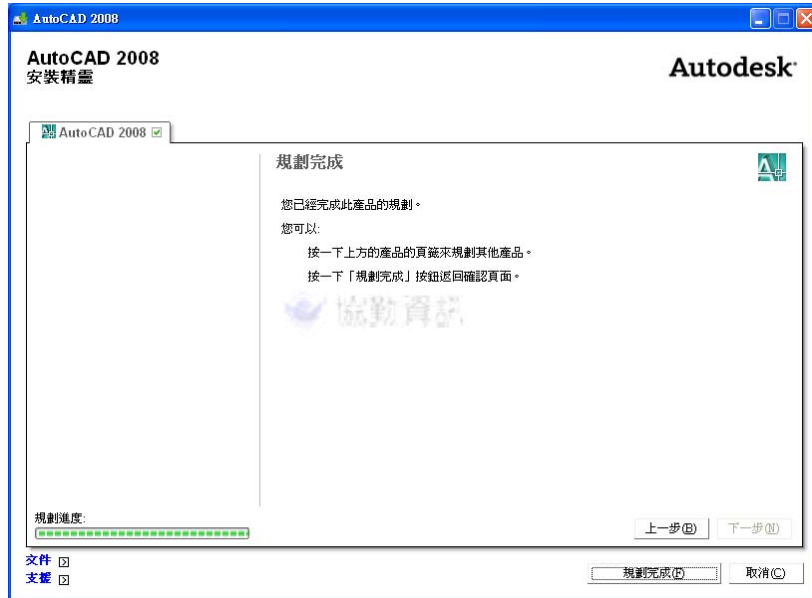 AutoCAD 2008
AutoCAD 2008
安裝精靈
Autodesk
AutoCAD 2008
規劃完成
您已經完成此產品的規劃。
您可以:
按一下上方的產品的頁籤來規劃其他產品。
按一下「規劃完成」按鈕返回確認頁面。
協勤資訊
規劃進度:
上一步(B)
下一步(N)
文件
支援
規劃完成(F)
取消(C)